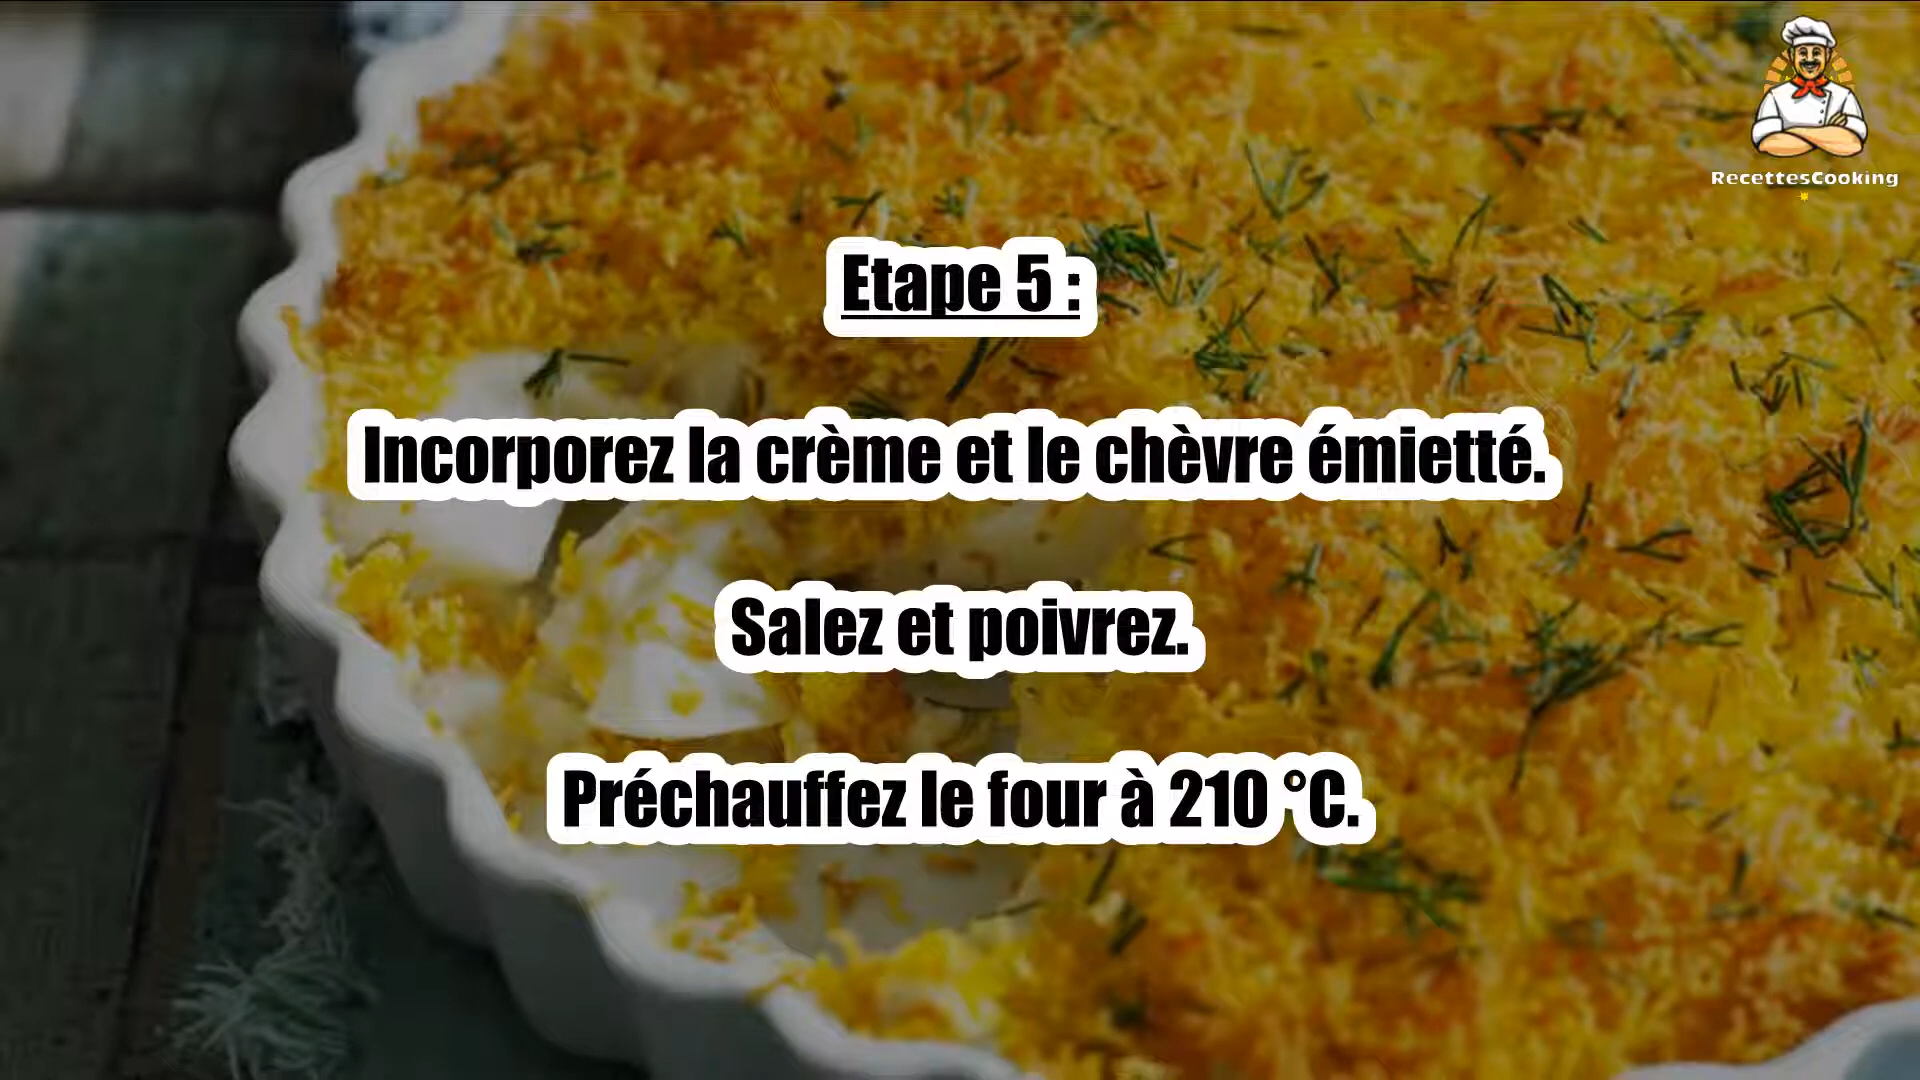 RecettesCooking
Etape 5 :
Incorporez la crème et le chèvre émietté.
Salez et poivrez.
Préchauffez le four à 210 °C.